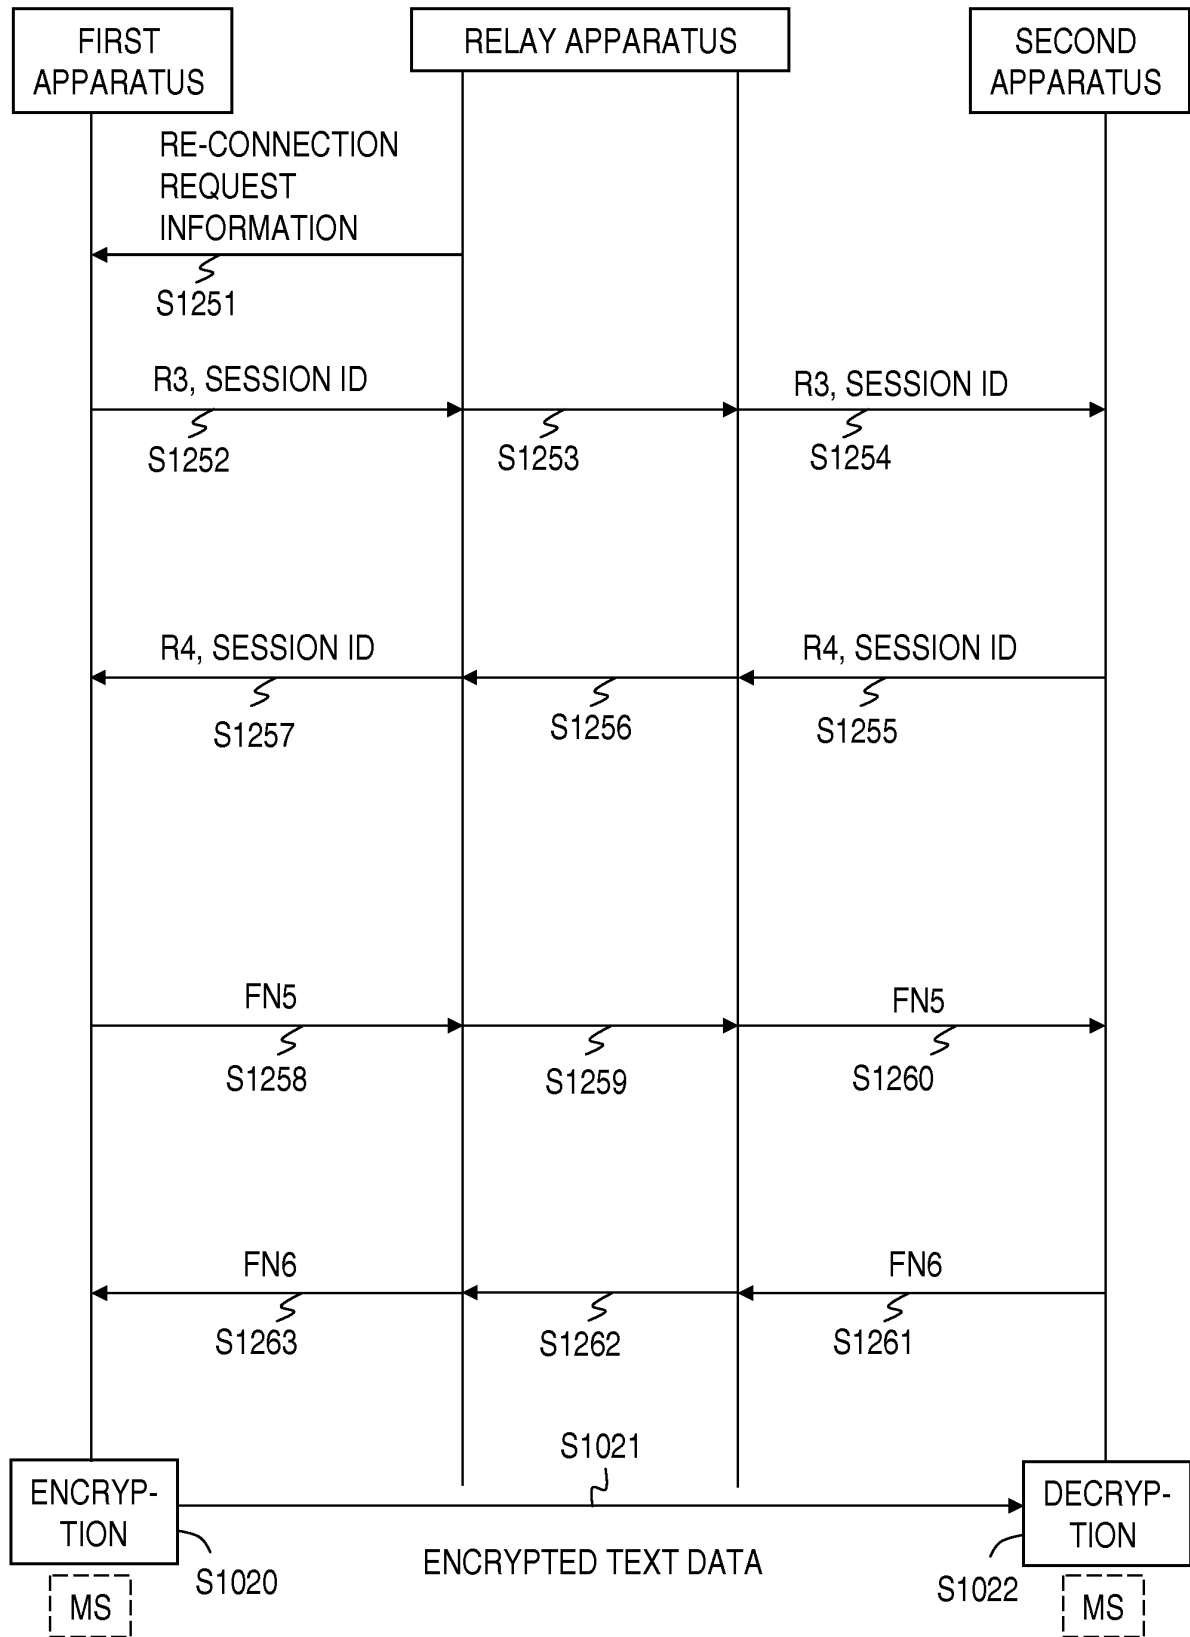 FIRST
APPARATUS
RELAY APPARATUS
SECOND
APPARATUS
RE-CONNECTION
REQUEST
INFORMATION
S1251
R3, SESSION ID
R3, SESSION ID
S1252
S1253
S1254
R4, SESSION ID
R4, SESSION ID
S1257
S1256
S1255
FN5
FN5
S1258
S1259
S1260
FN6
FN6
S1263
S1262
S1261
S1021
ENCRYP-
TION
DECRYP-
TION
ENCRYPTED TEXT DATA
S1020
S1022
MS
MS